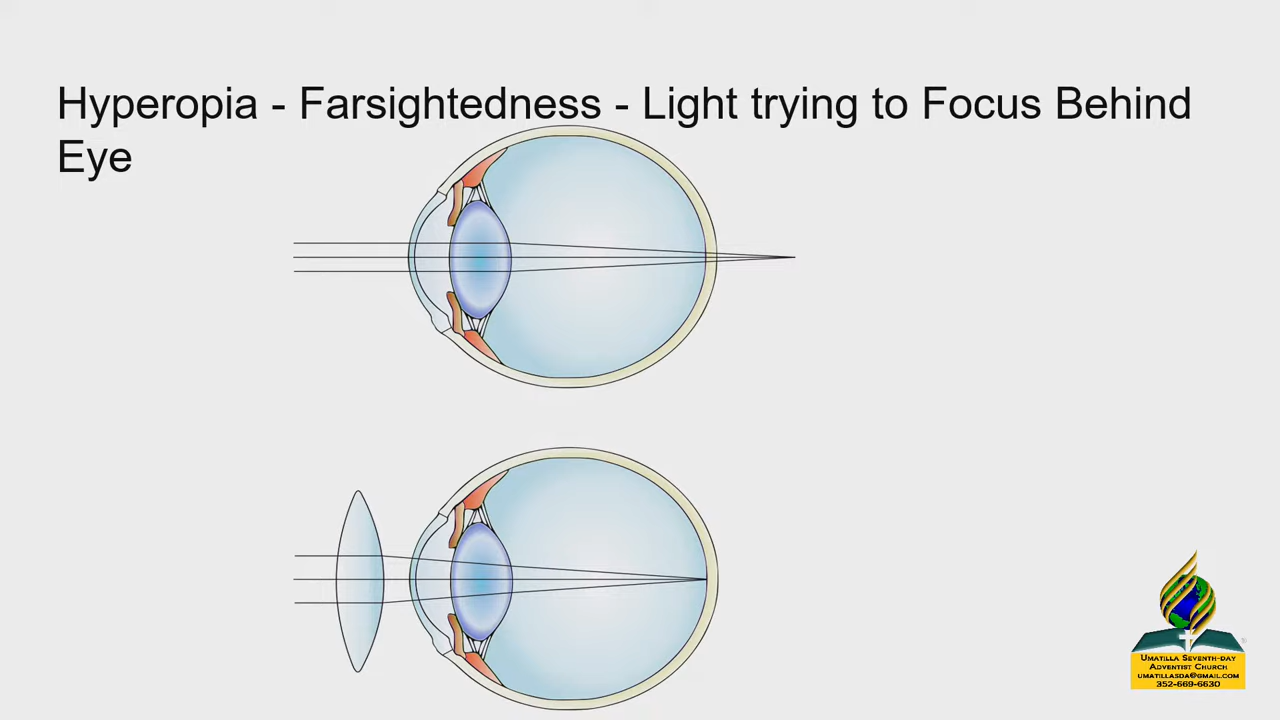 Hyperopia - Farsightedness - Light trying to Focus Behind
Eye
Umatilla Seventh-day
Adventist Church
umatillasda@gmail.com
352-669-6630